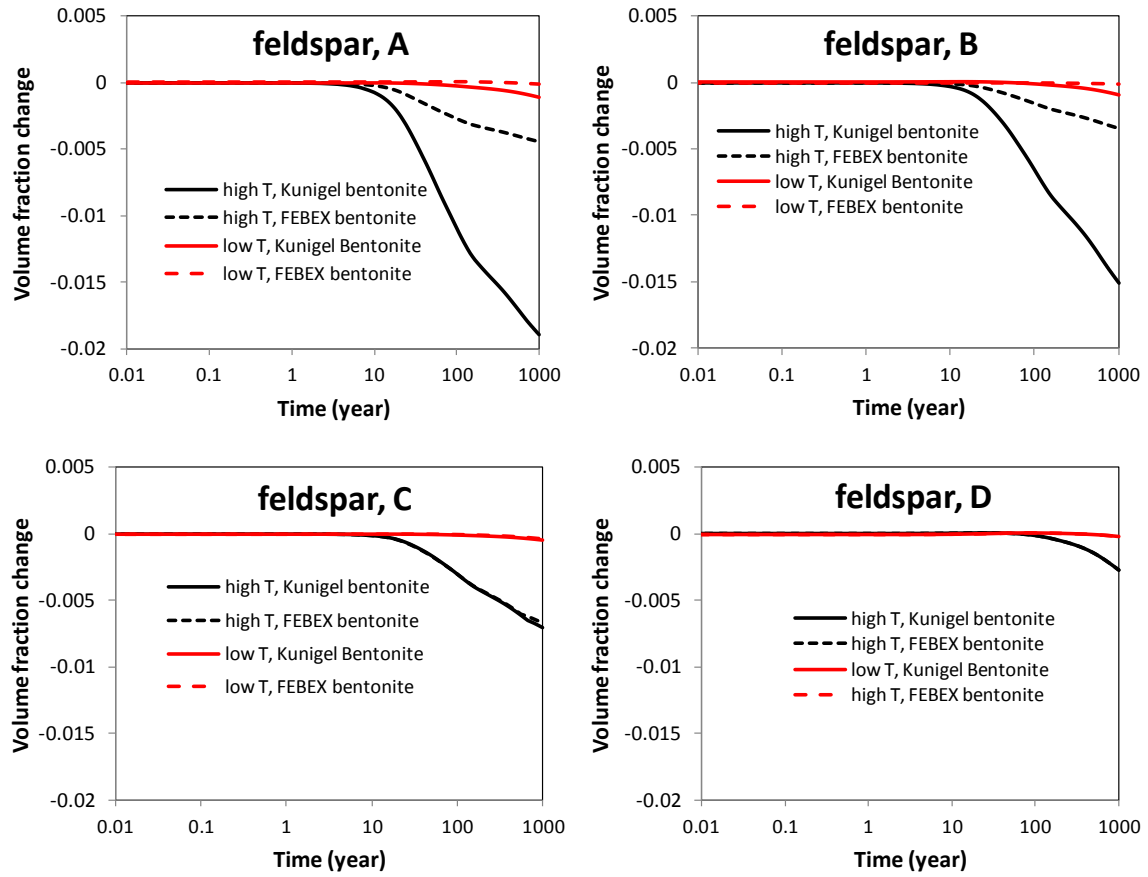 feldspar, A
0.005
0
-0.005
-0.01
-0.015
-0.02
Volume fraction change
high T, Kunigel bentonite
high T, FEBEX bentonite
low T, Kunigel Bentonite
low T, FEBEX bentonite
0.01 0.1 1 10 100 1000
Time (year)
feldspar, B
0.005
0
-0.005
-0.01
-0.015
-0.02
Volume fraction change
high T, Kunigel bentonite
high T, FEBEX bentonite
low T, Kunigel Bentonite
low T, FEBEX bentonite
0.01 0.1 1 10 100 1000
Time (year)
feldspar, C
0.005
0
-0.005
-0.01
-0.015
-0.02
Volume fraction change
high T, Kunigel bentonite
high T, FEBEX bentonite
low T, Kunigel Bentonite
low T, FEBEX bentonite
0.01 0.1 1 10 100 1000
Time (year)
feldspar, D
0.005
0
-0.005
-0.01
-0.015
-0.02
Volume fraction change
high T, Kunigel bentonite
high T, FEBEX bentonite
low T, Kunigel Bentonite
high T, FEBEX bentonite
0.01 0.1 1 10 100 1000
Time (year)